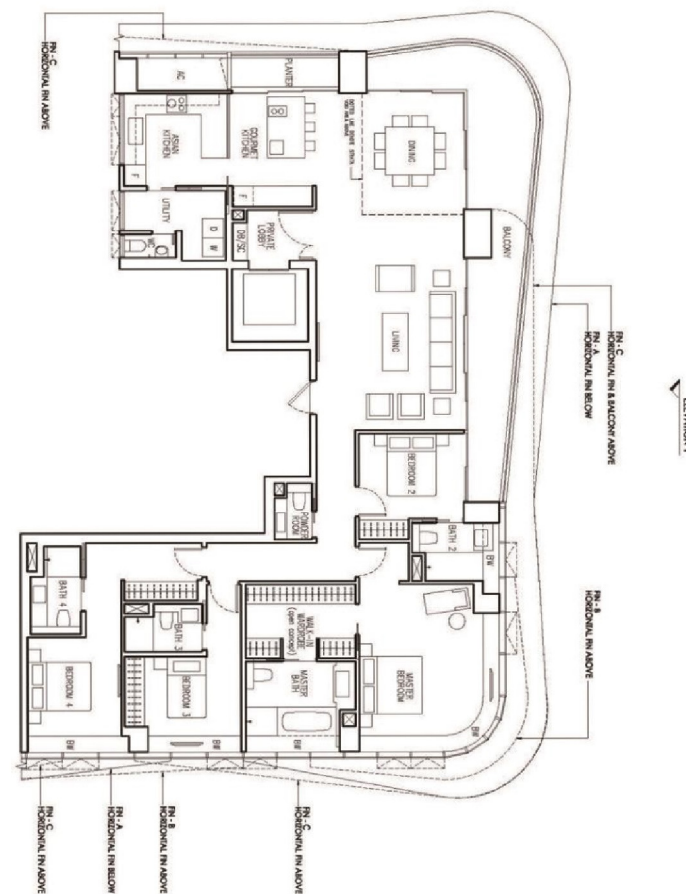 FIN - C
HORIZONTAL FIN ABOVE
AC
PLANTER
ASIAN
KITCHEN
F
GOURMET
KITCHEN
F
DINING
UTILITY
D
W
WC
DB/SC
PRIVATE
LOBBY
BALCONY
LIVING
FIN - C
HORIZONTAL FIN & BALCONY ABOVE
FIN - A
HORIZONTAL FIN BELOW
BEDROOM 2
BATH 2
BW
POWDER
ROOM
FIN - B
HORIZONTAL FIN ABOVE
BATH 4
BATH 3
WALK-IN
WARDROBE
(open concept)
MASTER
BEDROOM
MASTER
BATH
BEDROOM 4
BEDROOM 3
BW
BW
BW
BW
FIN - C
HORIZONTAL FIN ABOVE
FIN - A
HORIZONTAL FIN BELOW
FIN - B
HORIZONTAL FIN ABOVE
FIN - C
HORIZONTAL FIN ABOVE